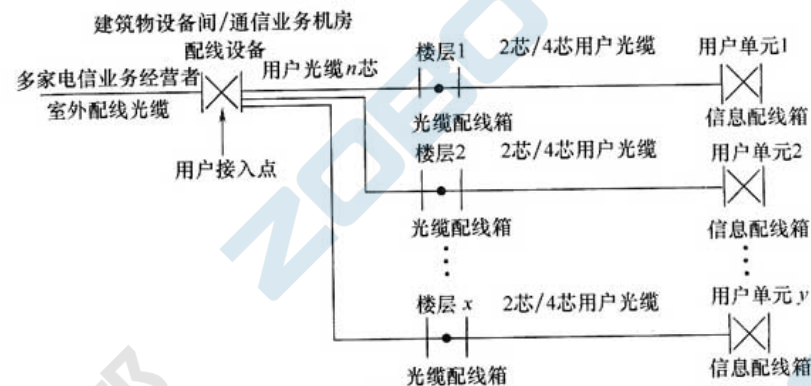 建筑物设备间/通信业务机房
配线设备
多家电信业务经营者
室外配线光缆
用户接入点
用户光缆n芯
楼层1
2芯/4芯用户光缆
用户单元1
光缆配线箱
信息配线箱
楼层2
2芯/4芯用户光缆
用户单元2
光缆配线箱
信息配线箱
楼层 x
2芯/4芯用户光缆
用户单元 y
光缆配线箱
信息配线箱
ZOBO